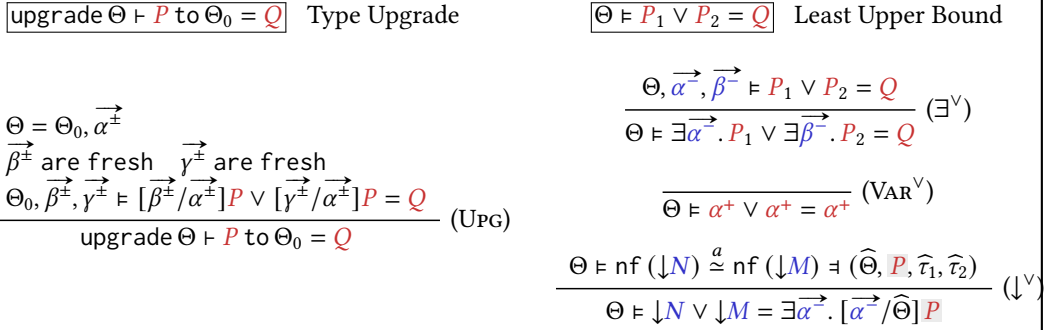 upgrade Θ ⊢ P to Θ₀ = Q Type Upgrade
Θ = Θ₀, α⃗±
β⃗± are fresh γ⃗± are fresh
Θ₀, β⃗±, γ⃗± ⊨ [β⃗±/α⃗±]P ∨ [γ⃗±/α⃗±]P = Q
(Upg)
upgrade Θ ⊢ P to Θ₀ = Q
Θ ⊨ P₁ ∨ P₂ = Q Least Upper Bound
Θ, α⃗⁻, β⃗⁻ ⊨ P₁ ∨ P₂ = Q
(∃^∨)
Θ ⊨ ∃α⃗⁻. P₁ ∨ ∃β⃗⁻. P₂ = Q
(Var^∨)
Θ ⊨ α⁺ ∨ α⁺ = α⁺
Θ ⊨ nf (↓N) ≃ᵃ nf (↓M) ⫤ (Θ̂, P, τ̂₁, τ̂₂)
(↓^∨)
Θ ⊨ ↓N ∨ ↓M = ∃α⃗⁻. [α⃗⁻/Θ̂] P